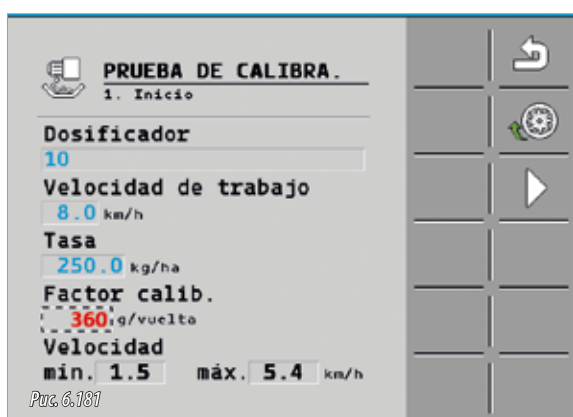 PRUEBA DE CALIBRA.
1. Inicio
Dosificador
10
Velocidad de trabajo
8.0 km/h
Tasa
250.0 kg/ha
Factor calib.
360 g/vuelta
Velocidad
mín. 1.5 máx. 5.4 km/h
Рис. 6.181